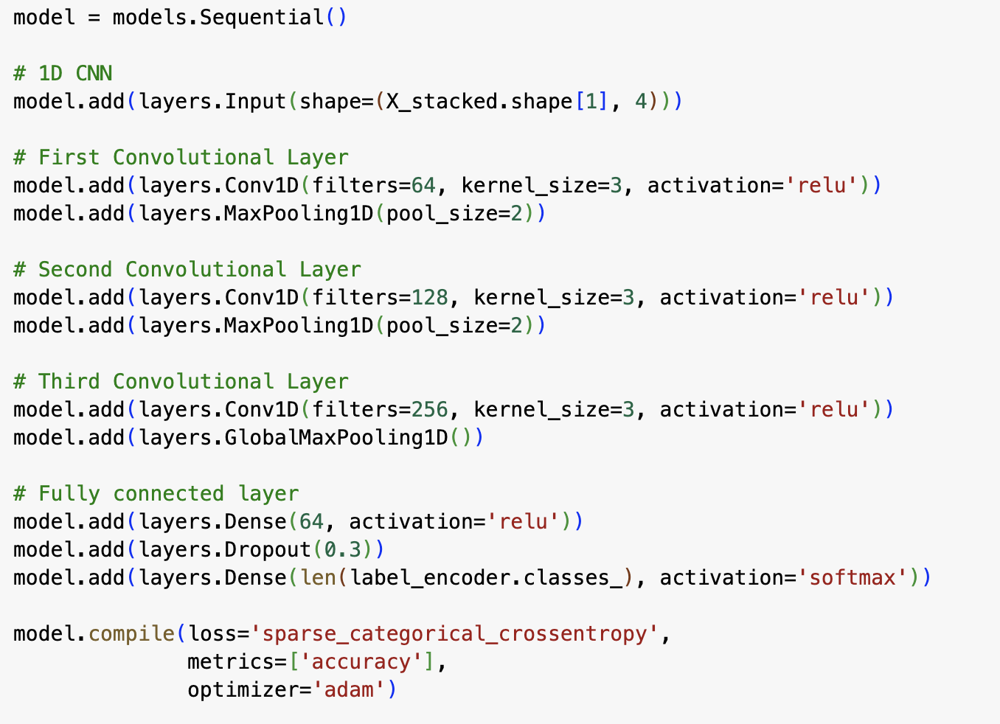 model = models.Sequential()
# 1D CNN
model.add(layers.Input(shape=(X_stacked.shape[1], 4)))
# First Convolutional Layer
model.add(layers.Conv1D(filters=64, kernel_size=3, activation='relu'))
model.add(layers.MaxPooling1D(pool_size=2))
# Second Convolutional Layer
model.add(layers.Conv1D(filters=128, kernel_size=3, activation='relu'))
model.add(layers.MaxPooling1D(pool_size=2))
# Third Convolutional Layer
model.add(layers.Conv1D(filters=256, kernel_size=3, activation='relu'))
model.add(layers.GlobalMaxPooling1D())
# Fully connected layer
model.add(layers.Dense(64, activation='relu'))
model.add(layers.Dropout(0.3))
model.add(layers.Dense(len(label_encoder.classes_), activation='softmax'))
model.compile(loss='sparse_categorical_crossentropy',
              metrics=['accuracy'],
              optimizer='adam')